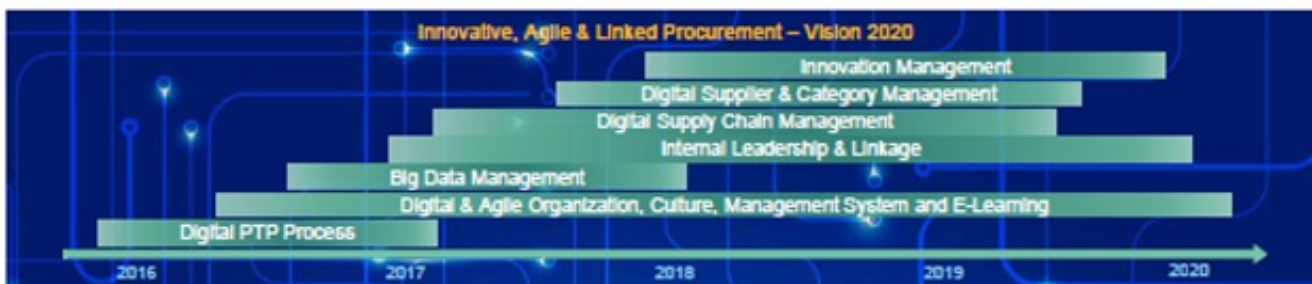 Innovative, Agile & Linked Procurement – Vision 2020
Innovation Management
Digital Supplier & Category Management
Digital Supply Chain Management
Internal Leadership & Linkage
Big Data Management
Digital & Agile Organization, Culture, Management System and E-Learning
Digital PTP Process
2016 2017 2018 2019 2020